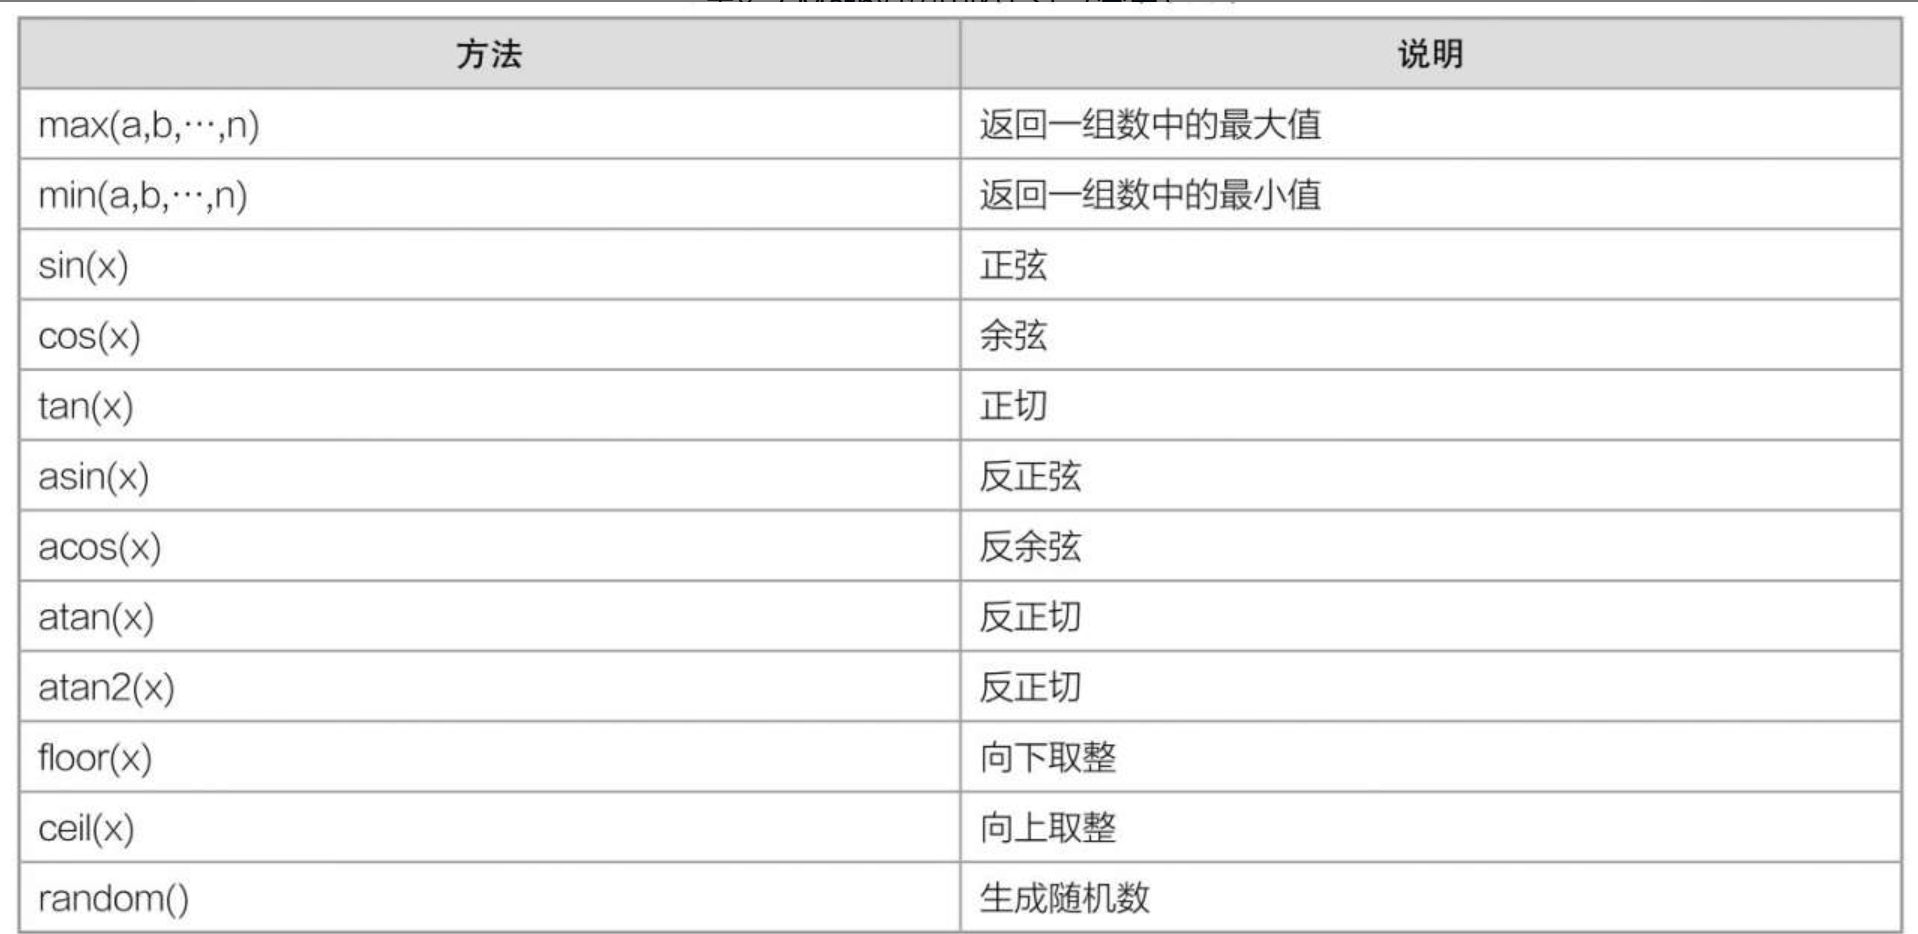 方法 说明
max(a,b,⋯,n) 返回一组数中的最大值
min(a,b,⋯,n) 返回一组数中的最小值
sin(x) 正弦
cos(x) 余弦
tan(x) 正切
asin(x) 反正弦
acos(x) 反余弦
atan(x) 反正切
atan2(x) 反正切
floor(x) 向下取整
ceil(x) 向上取整
random() 生成随机数